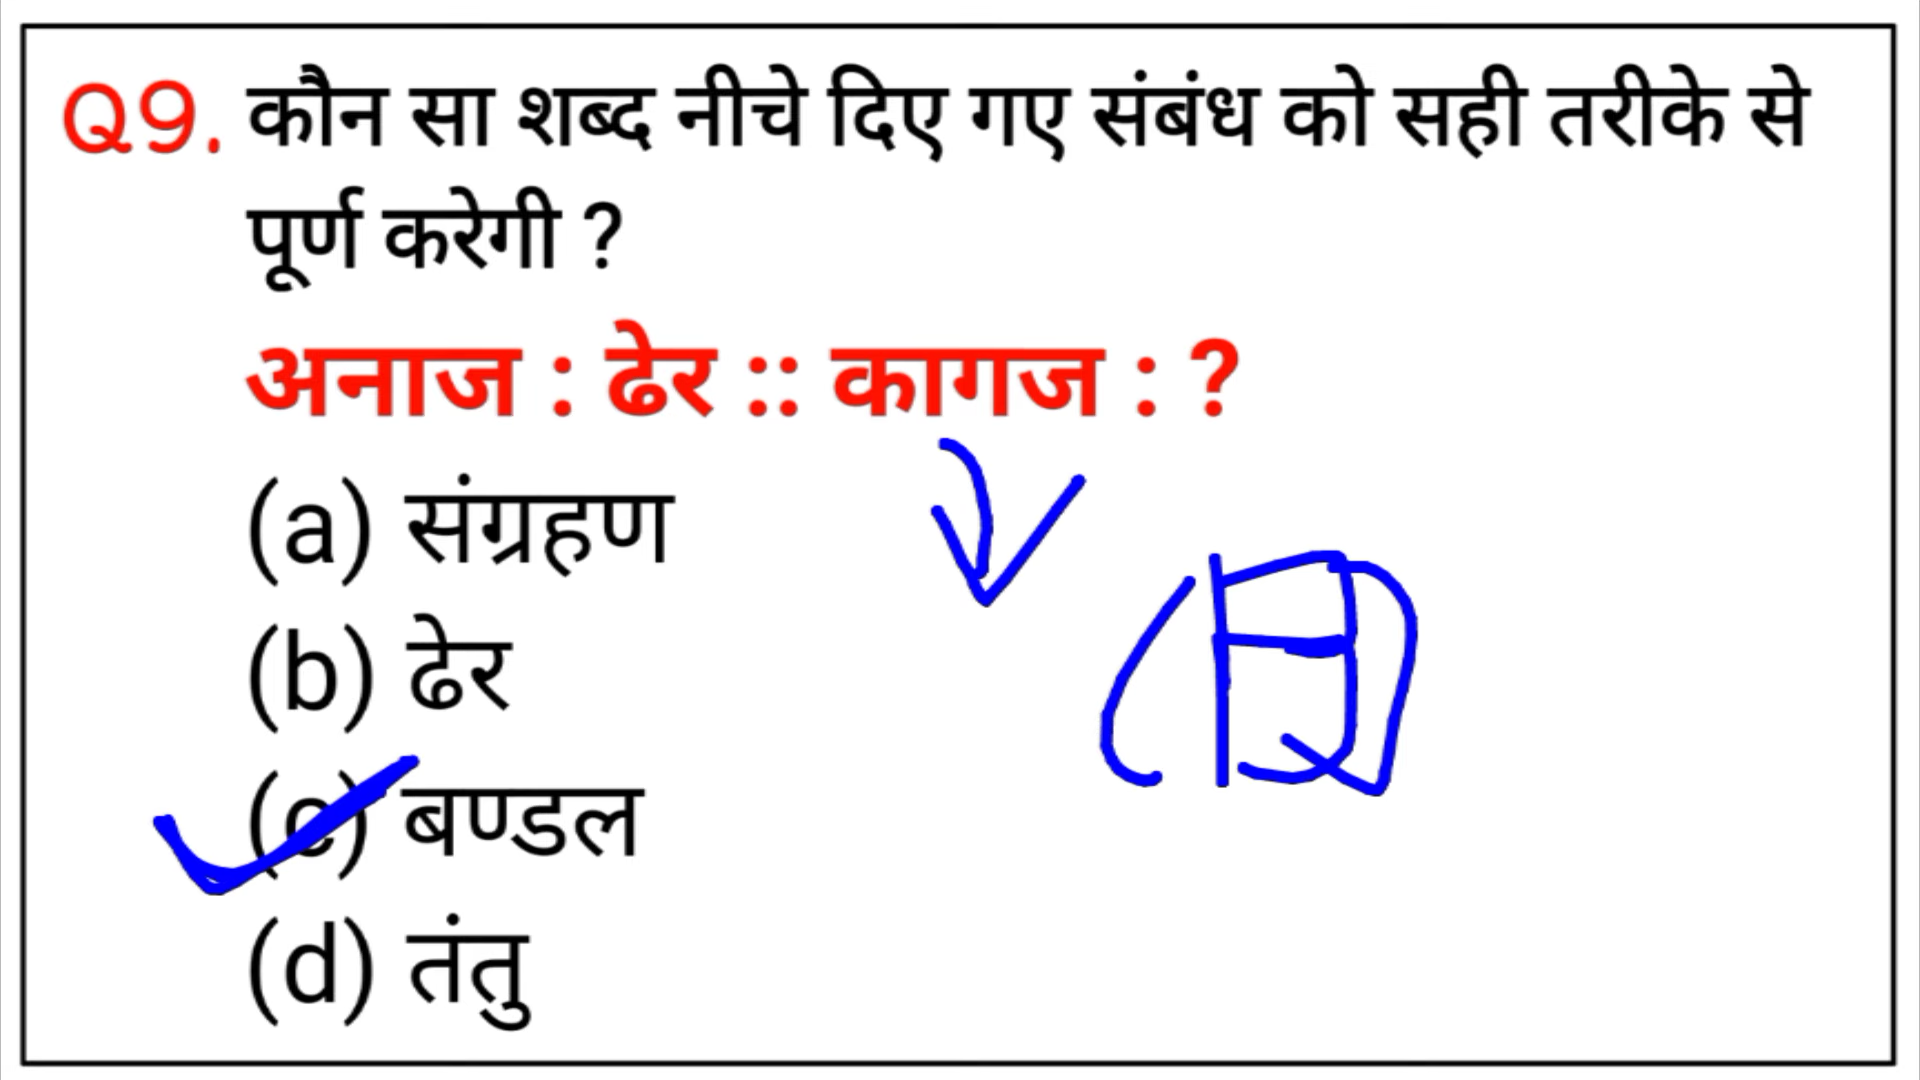 Q9. कौन सा शब्द नीचे दिए गए संबंध को सही तरीके से
पूर्ण करेगी ?
अनाज : ढेर :: कागज : ?
(a) संग्रहण
(b) ढेर
(c) बण्डल
(d) तंतु